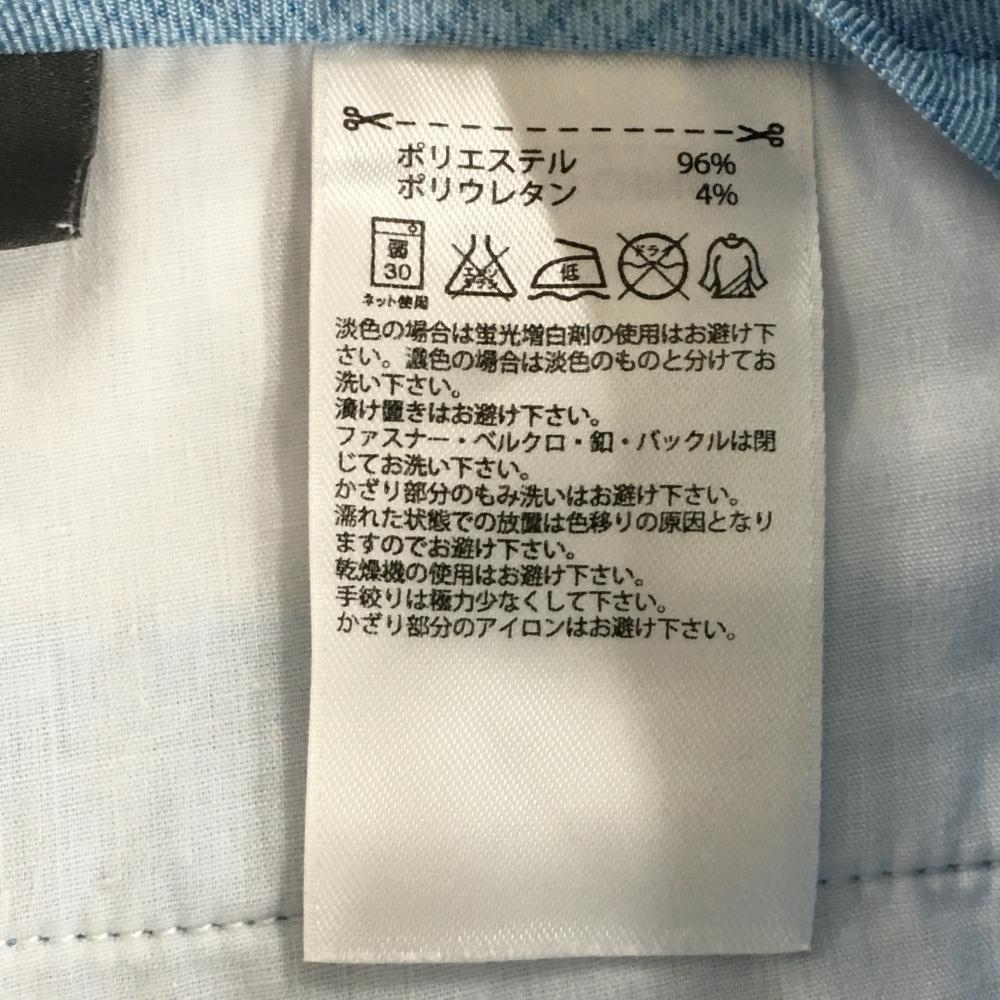 ポリエステル 96%
ポリウレタン 4%
弱 30 エンソ サラシ 低 ドライ
ネット使用
淡色の場合は蛍光増白剤の使用はお避け下
さい。濃色の場合は淡色のものと分けてお
洗い下さい。
漬け置きはお避け下さい。
ファスナー・ベルクロ・釦・バックルは閉
じてお洗い下さい。
かざり部分のもみ洗いはお避け下さい。
濡れた状態での放置は色移りの原因となり
ますのでお避け下さい。
乾燥機の使用はお避け下さい。
手絞りは極力少なくして下さい。
かざり部分のアイロンはお避け下さい。